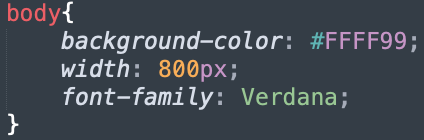 body{
    background-color: #FFFF99;
    width: 800px;
    font-family: Verdana;
}